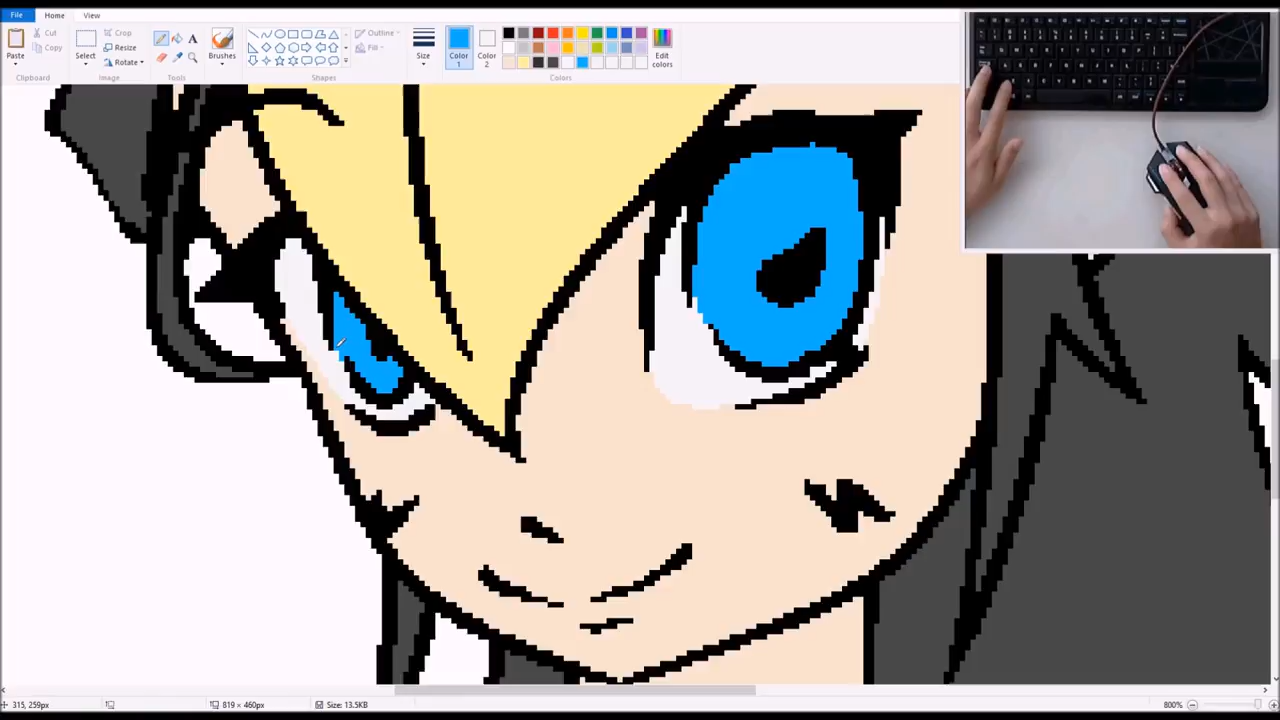 File Home View
Cut
Copy
Paste
Clipboard
Crop
Resize
Rotate
Select
Image
A
Tools
Brushes
Outline
Fill
Shapes
Size
Color 1
Color 2
Edit colors
Colors
315, 259px
819 × 460px
Size: 13.5KB
800%